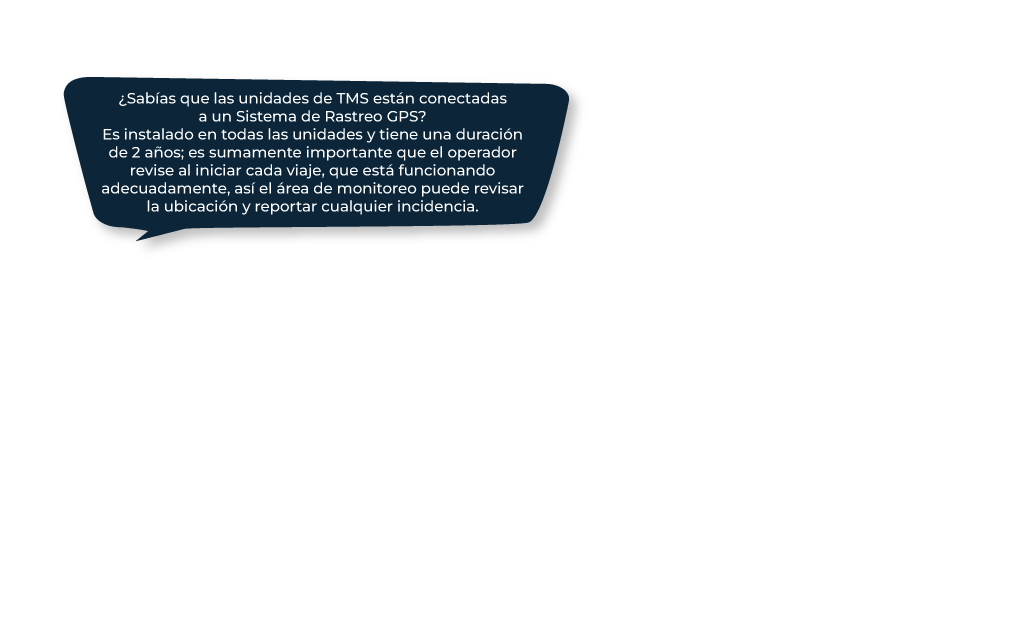 ¿Sabías que las unidades de TMS están conectadas
a un Sistema de Rastreo GPS?
Es instalado en todas las unidades y tiene una duración
de 2 años; es sumamente importante que el operador
revise al iniciar cada viaje, que está funcionando
adecuadamente, así el área de monitoreo puede revisar
la ubicación y reportar cualquier incidencia.